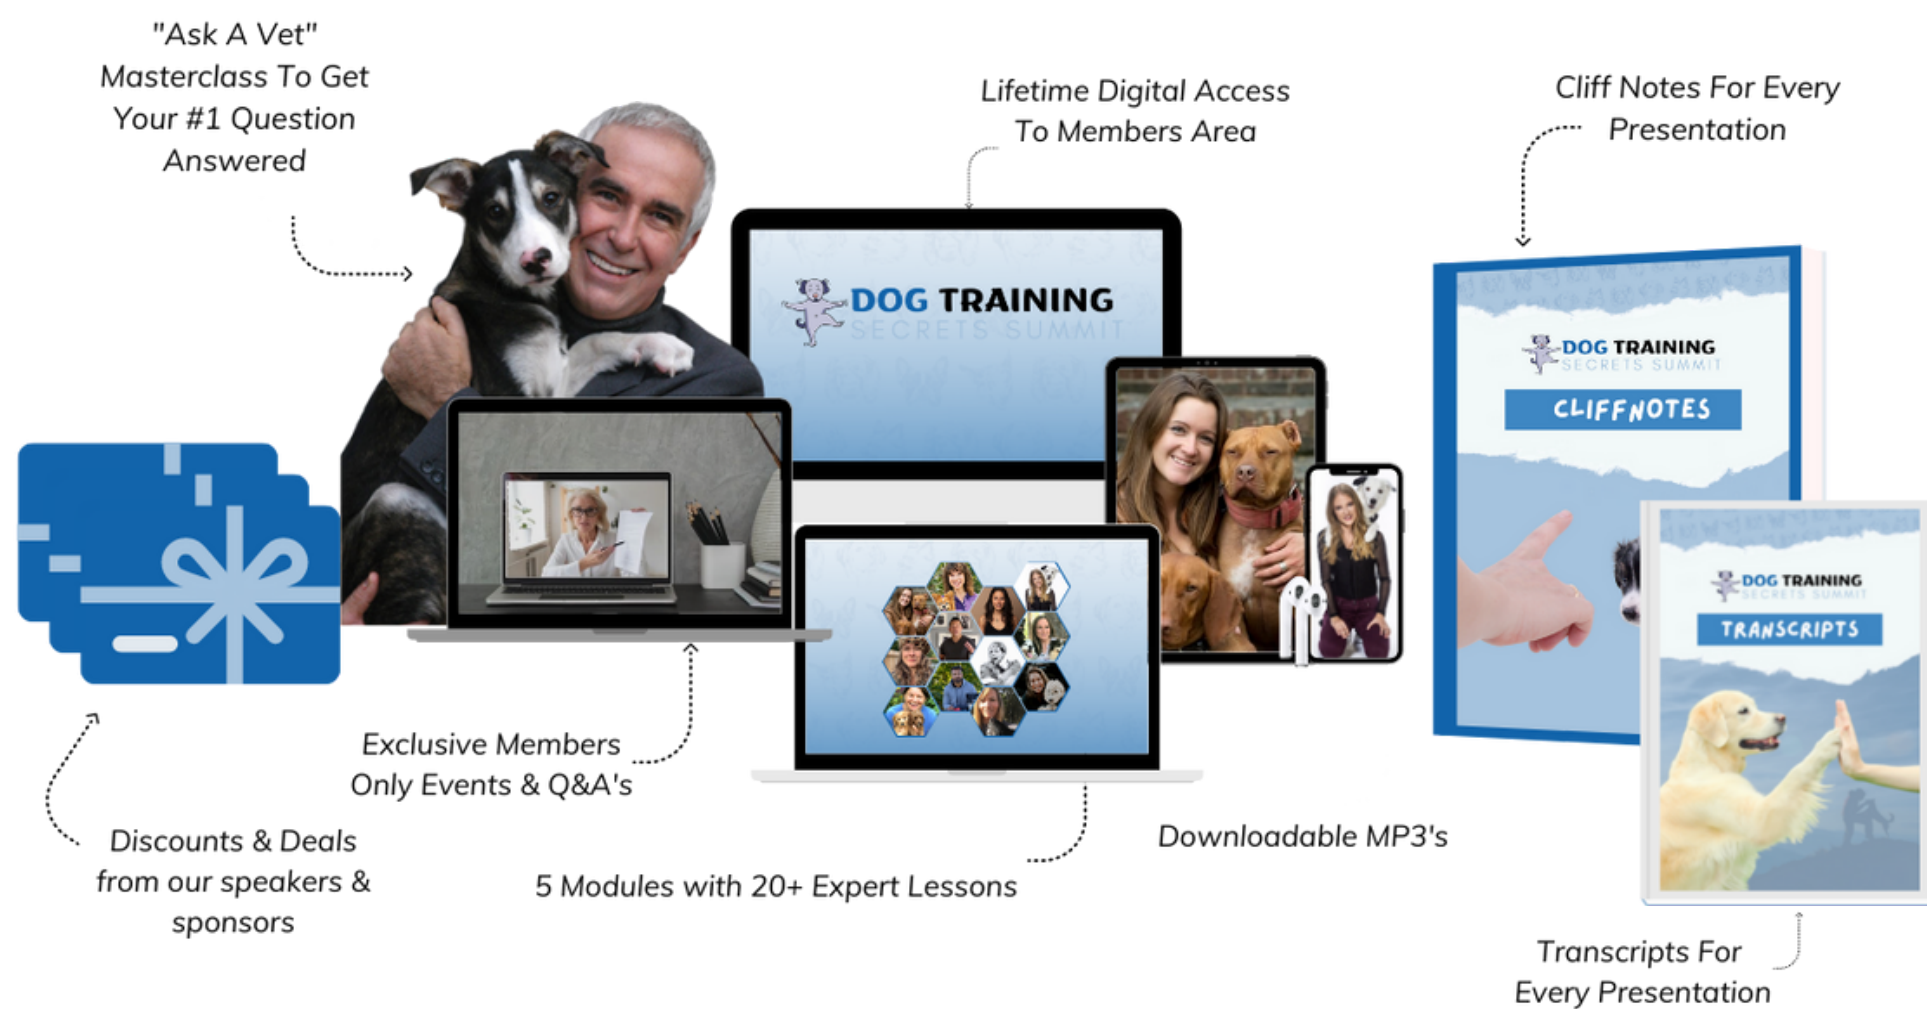 "Ask A Vet"
Masterclass To Get
Your #1 Question
Answered
Lifetime Digital Access
To Members Area
Cliff Notes For Every
Presentation
DOG TRAINING
SECRETS SUMMIT
DOG TRAINING
SECRETS SUMMIT
CLIFFNOTES
DOG TRAINING
SECRETS SUMMIT
TRANSCRIPTS
Exclusive Members
Only Events & Q&A's
Discounts & Deals
from our speakers &
sponsors
5 Modules with 20+ Expert Lessons
Downloadable MP3's
Transcripts For
Every Presentation